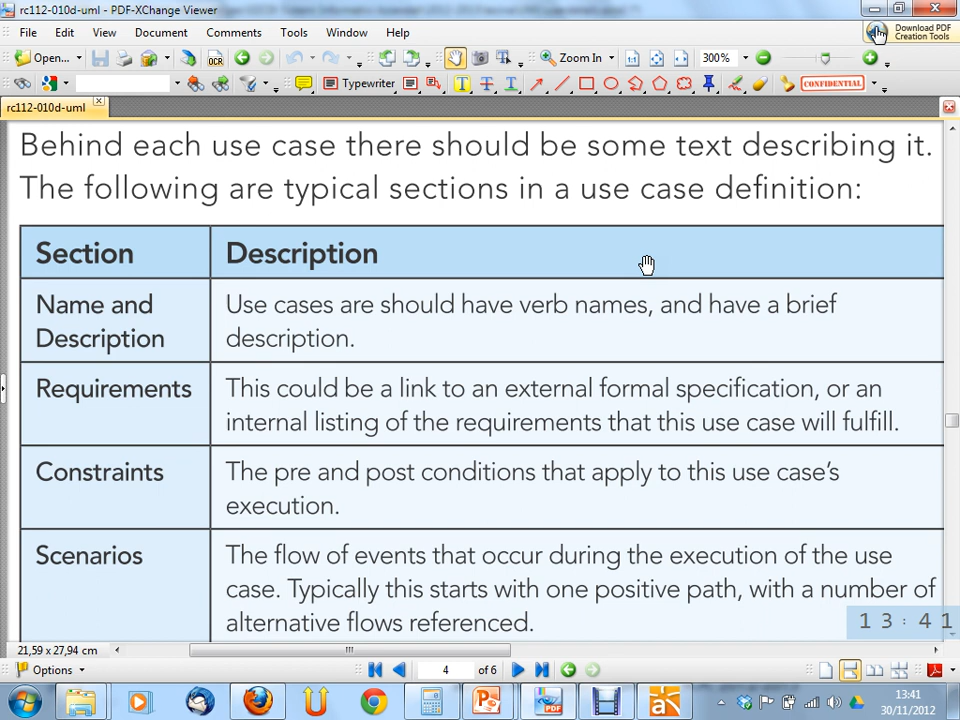 rc112-010d-uml - PDF-XChange Viewer
File Edit View Document Comments Tools Window Help
Download PDF
Creation Tools
Open... OCR Zoom In 300%
Typewriter CONFIDENTIAL
rc112-010d-uml
Behind each use case there should be some text describing it.
The following are typical sections in a use case definition:
Section Description
Name and
Description
Use cases are should have verb names, and have a brief
description.
Requirements
This could be a link to an external formal specification, or an
internal listing of the requirements that this use case will fulfill.
Constraints
The pre and post conditions that apply to this use case's
execution.
Scenarios
The flow of events that occur during the execution of the use
case. Typically this starts with one positive path, with a number of
alternative flows referenced.
13:41
21,59 x 27,94 cm
Options 4 of 6
13:41
30/11/2012